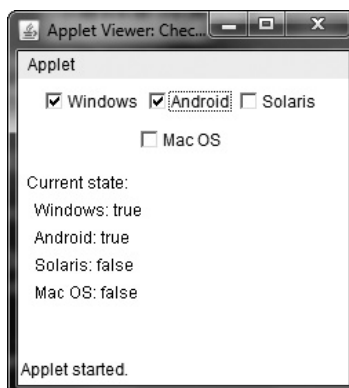 Applet Viewer: Chec...
Applet
Windows Android Solaris
Mac OS
Current state:
Windows: true
Android: true
Solaris: false
Mac OS: false
Applet started.